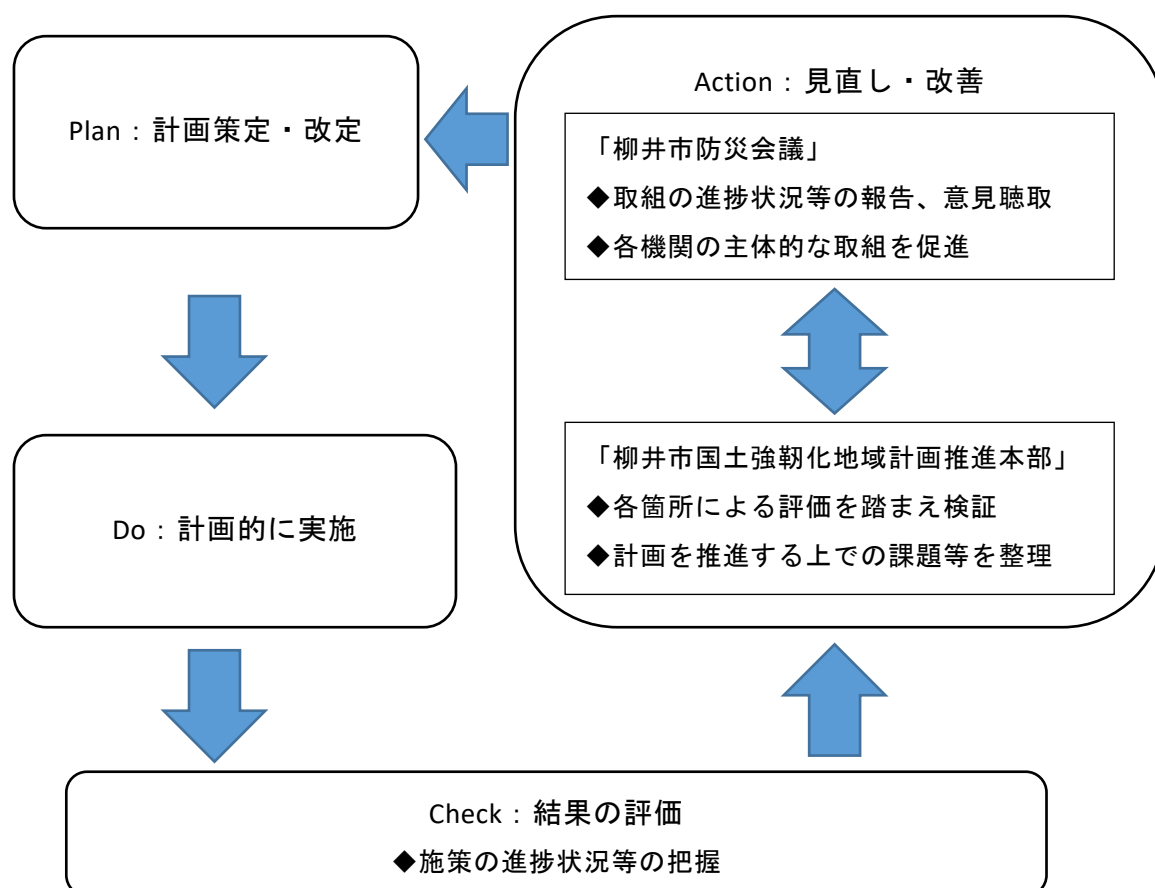 Plan：計画策定・改定
Action：見直し・改善
「柳井市防災会議」
◆取組の進捗状況等の報告、意見聴取
◆各機関の主体的な取組を促進
Do：計画的に実施
「柳井市国土強靭化地域計画推進本部」
◆各箇所による評価を踏まえ検証
◆計画を推進する上での課題等を整理
Check：結果の評価
◆施策の進捗状況等の把握